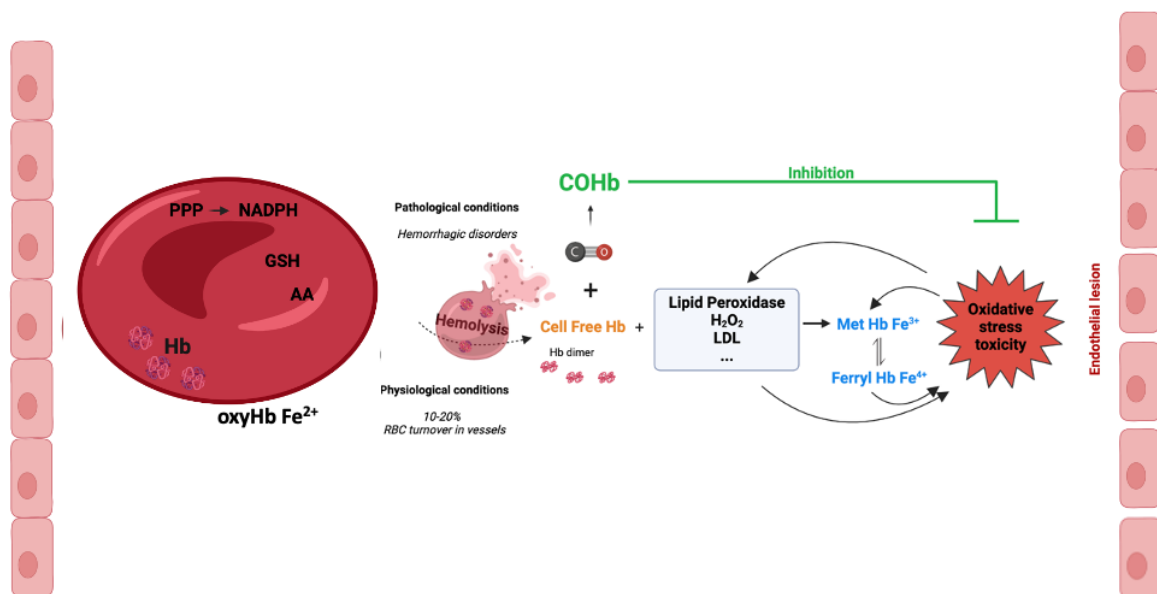 PPP → NADPH
GSH
AA
Hb
oxyHb Fe²⁺
Pathological conditions
Hemorrhagic disorders
Hemolysis
Physiological conditions
10-20%
RBC turnover in vessels
COHb
C O
+
Cell Free Hb +
Hb dimer
Inhibition
Lipid Peroxidase
H₂O₂
LDL
...
Met Hb Fe³⁺
Ferryl Hb Fe⁴⁺
Oxidative
stress
toxicity
Endothelial lesion